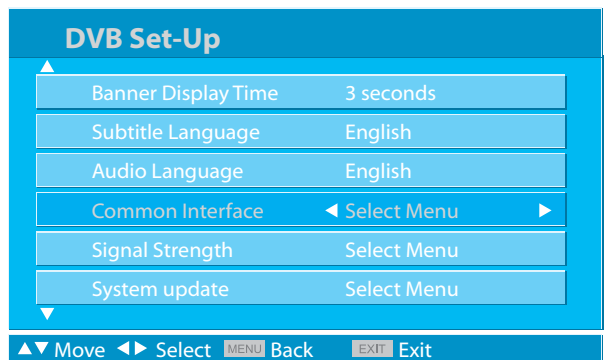 DVB Set-Up
Banner Display Time 3 seconds
Subtitle Language English
Audio Language English
Common Interface Select Menu
Signal Strength Select Menu
System update Select Menu
Move Select MENU Back EXIT Exit